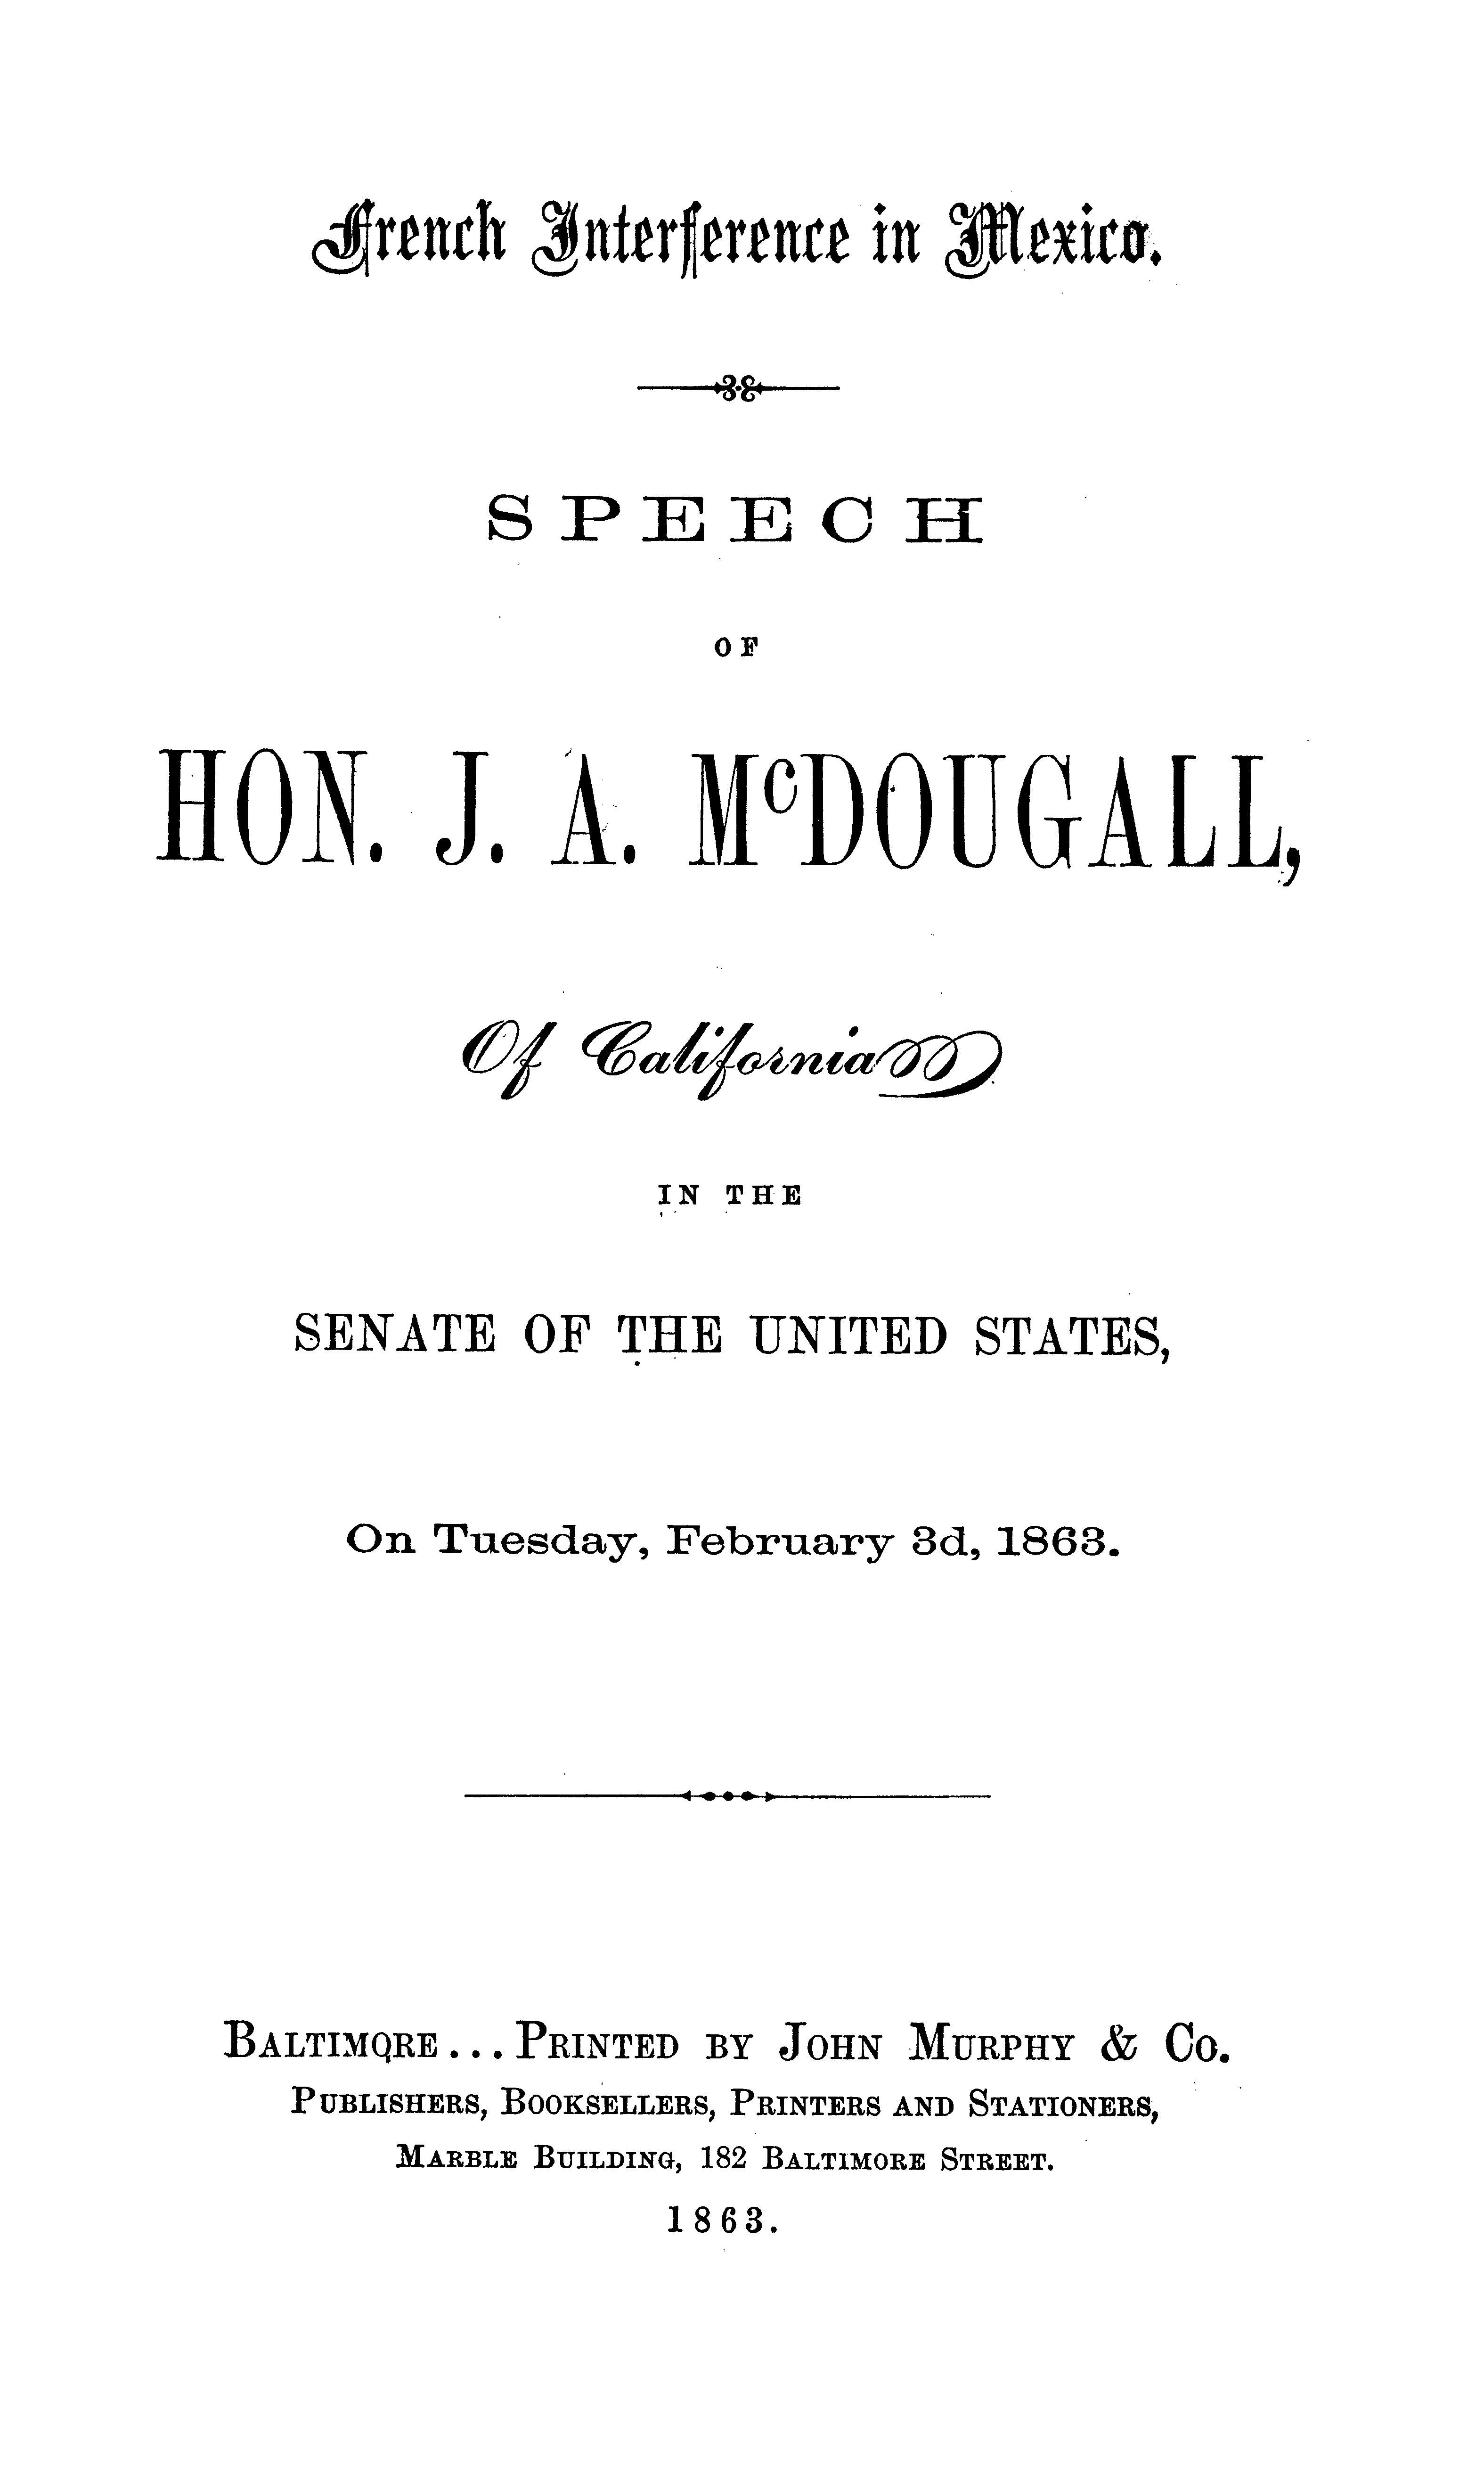 French Interference in Mexico.
SPEECH
OF
HON. J. A. McDOUGALL,
Of California
IN THE
SENATE OF THE UNITED STATES,
On Tuesday, February 3d, 1863.
BALTIMORE... PRINTED BY JOHN MURPHY & CO.
PUBLISHERS, BOOKSELLERS, PRINTERS AND STATIONERS,
MARBLE BUILDING, 182 BALTIMORE STREET.
1863.